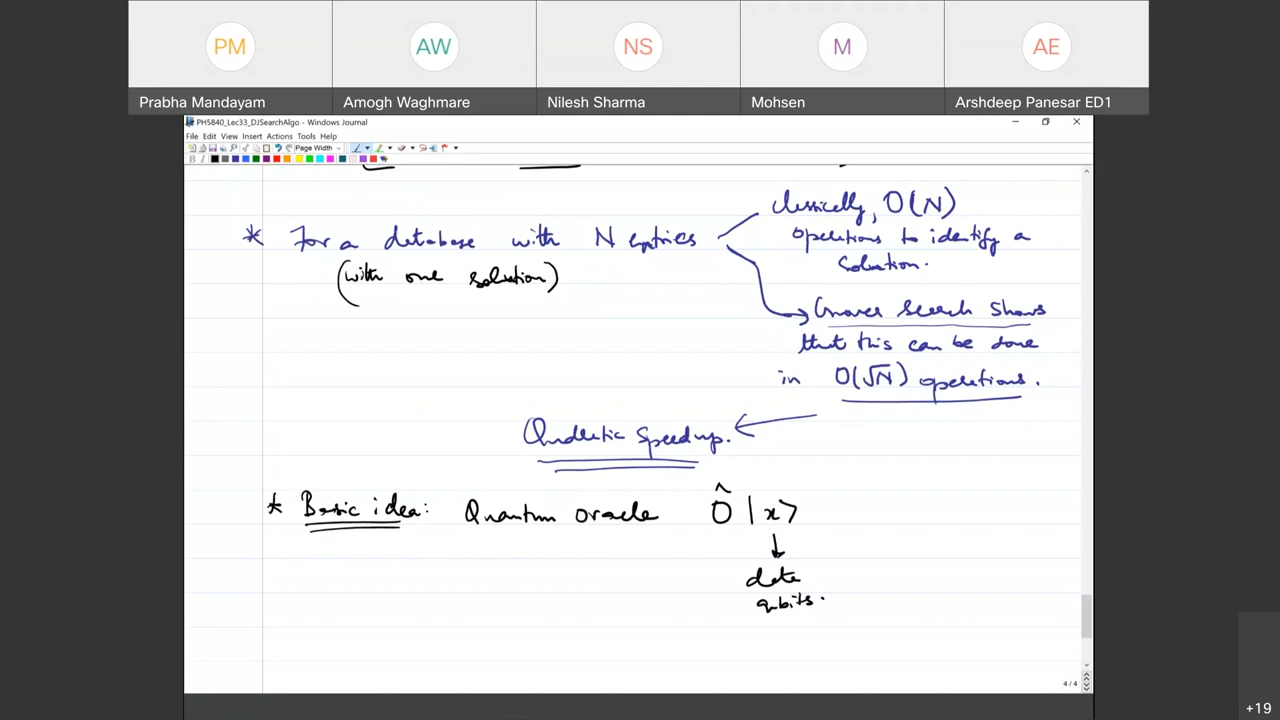 PM
AW
NS
M
AE
Prabha Mandayam
Amogh Waghmare
Nilesh Sharma
Mohsen
Arshdeep Panesar ED1
PH5840_Lec33_DJSearchAlgo - Windows Journal
File Edit View Insert Actions Tools Help
Page Width
B I
* For a database with N entries
(with one solution)
classically, O(N)
operations to identify a
solution.
Grover search shows
that this can be done
in O(√N) operations.
Quadratic speedup.
* Basic idea: Quantum oracle Ô |x⟩
data
qubits.
4/4
+19